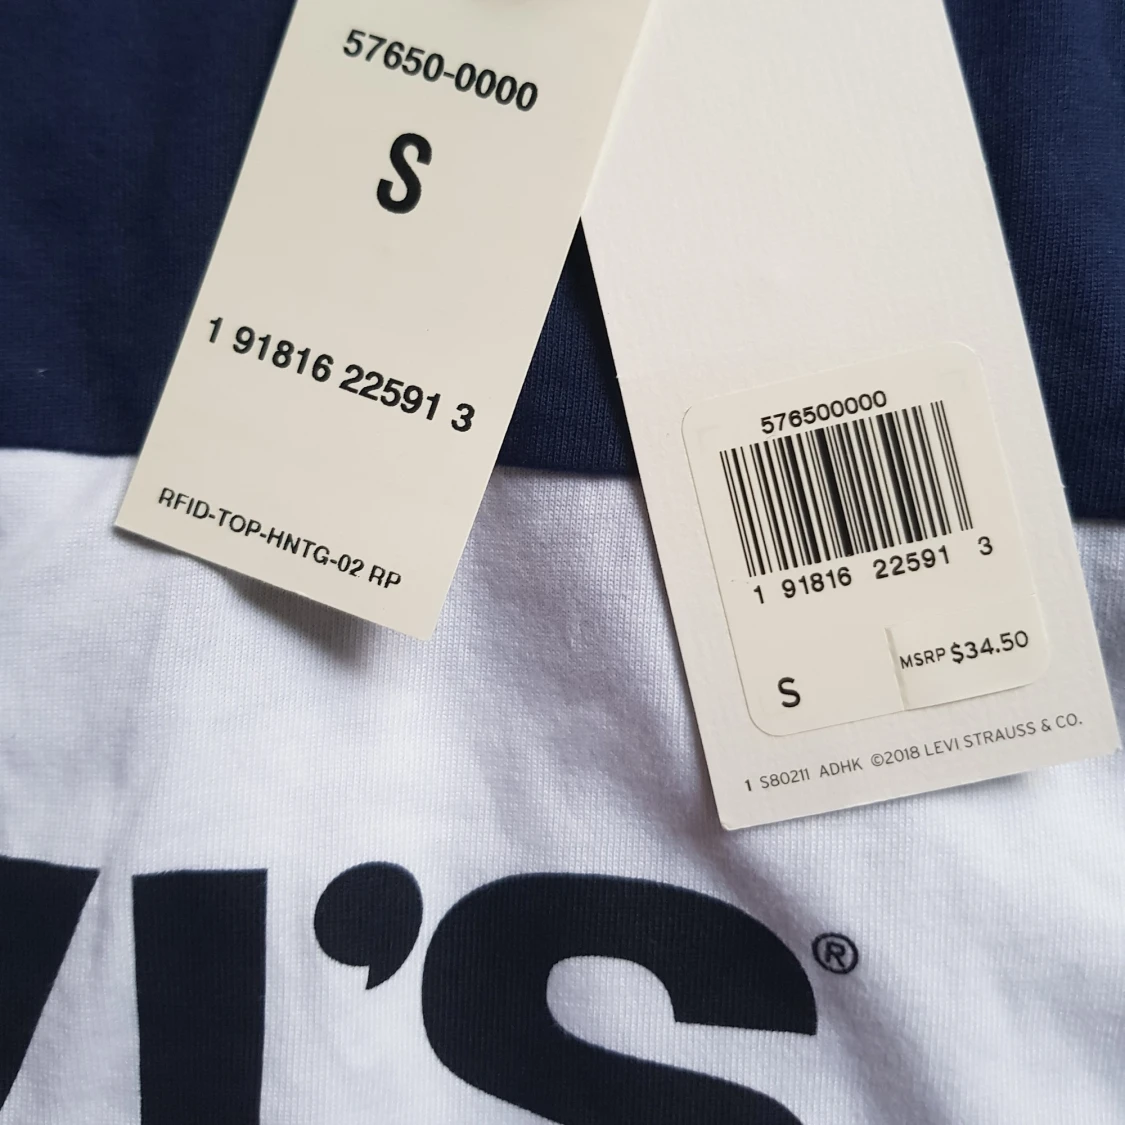 57650-0000
S
1 91816 22591 3
RFID-TOP-HNTG-02 RP
576500000
1 91816 22591 3
S
MSRP $34.50
1 S80211 ADHK ©2018 LEVI STRAUSS & CO.
VI'S®